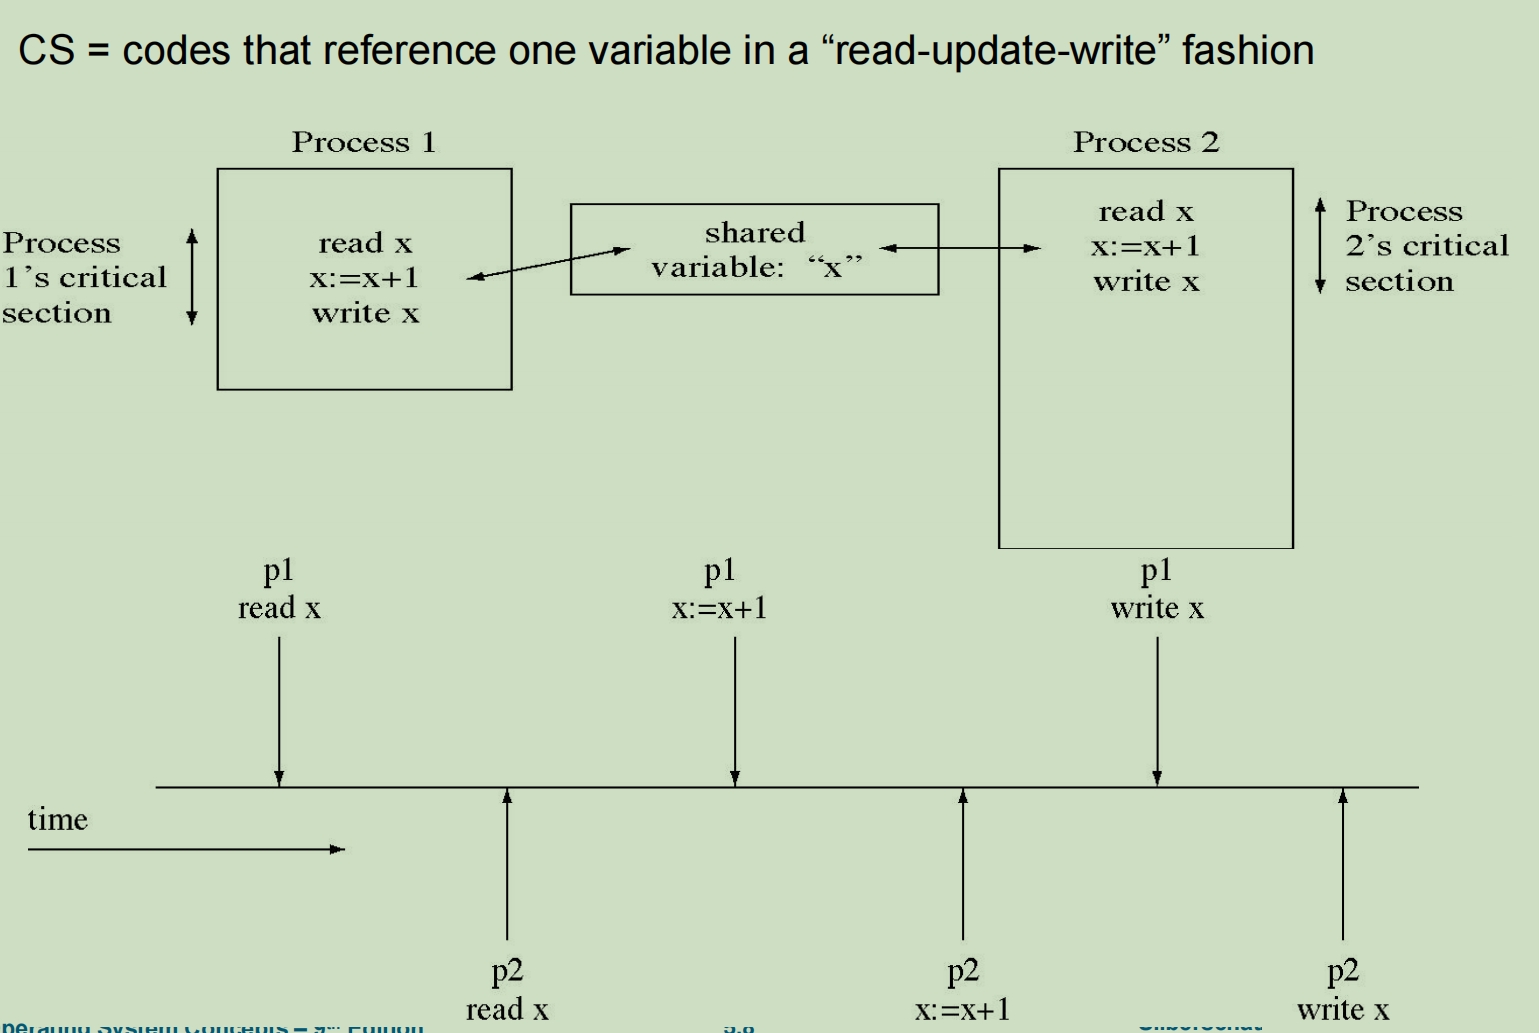 CS = codes that reference one variable in a “read-update-write” fashion
Process 1
Process 2
Process
1’s critical
section
read x
x:=x+1
write x
shared
variable: “x”
read x
x:=x+1
write x
Process
2’s critical
section
p1
read x
p1
x:=x+1
p1
write x
time
p2
read x
p2
x:=x+1
p2
write x